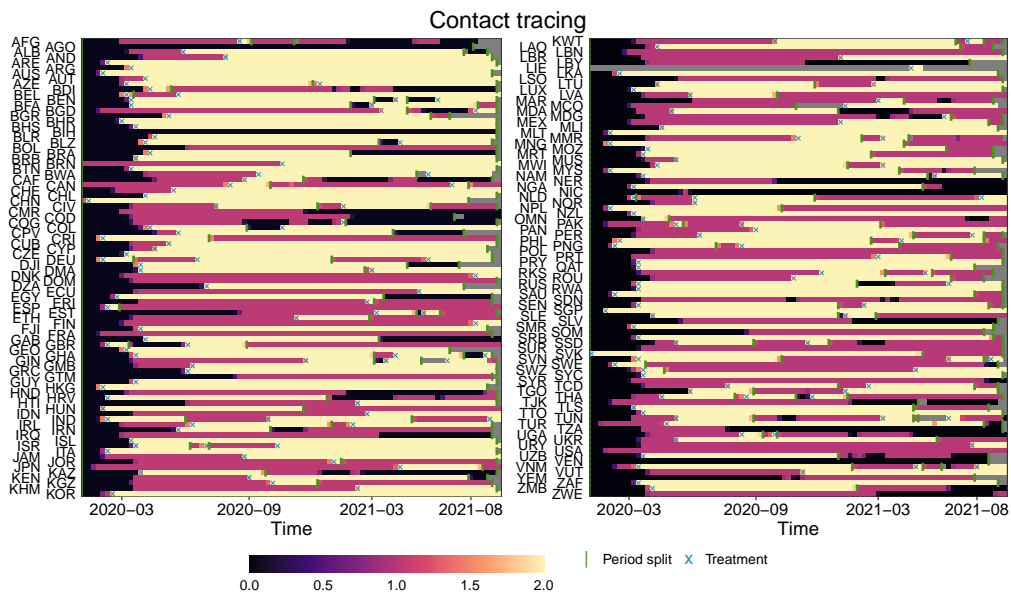 Contact tracing
AFG
AGO
ALB
AND
ARE
ARG
AUS
AUT
AZE
BDI
BEL
BEN
BFA
BGD
BGR
BHR
BHS
BIH
BLR
BLZ
BOL
BRA
BRB
BRN
BTN
BWA
CAF
CAN
CHE
CHL
CHN
CIV
CMR
COD
COG
COL
CPV
CRI
CUB
CYP
CZE
DEU
DJI
DMA
DNK
DOM
DZA
ECU
EGY
ERI
ESP
EST
ETH
FIN
FJI
FRA
GAB
GBR
GEO
GHA
GIN
GMB
GRC
GTM
GUY
HKG
HND
HRV
HTI
HUN
IDN
IND
IRL
IRN
IRQ
ISL
ISR
ITA
JAM
JOR
JPN
KAZ
KEN
KGZ
KHM
KOR
2020−03 2020−09 2021−03 2021−08
Time
KWT
LAO
LBN
LBR
LBY
LIE
LKA
LSO
LTU
LUX
LVA
MAR
MCO
MDA
MDG
MEX
MLI
MLT
MMR
MNG
MOZ
MRT
MUS
MWI
MYS
NAM
NER
NGA
NIC
NLD
NOR
NPL
NZL
OMN
PAK
PAN
PER
PHL
PNG
POL
PRT
PRY
QAT
RKS
ROU
RUS
RWA
SAU
SDN
SEN
SGP
SLE
SLV
SMR
SOM
SRB
SSD
SUR
SVK
SVN
SWE
SWZ
SYC
SYR
TCD
TGO
THA
TJK
TLS
TTO
TUN
TUR
TZA
UGA
UKR
URY
USA
UZB
VNM
VUT
YEM
ZAF
ZMB
ZWE
2020−03 2020−09 2021−03 2021−08
Time
0.0 0.5 1.0 1.5 2.0
Period split
Treatment